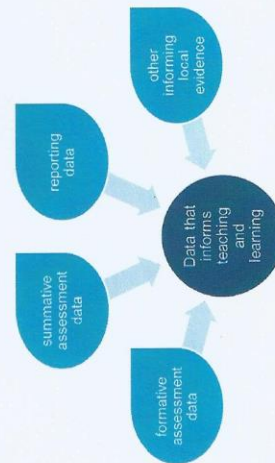 formative
assessment
data
summative
assessment
data
reporting
data
other
informing
local
evidence
Data that
informs
teaching
and
learning